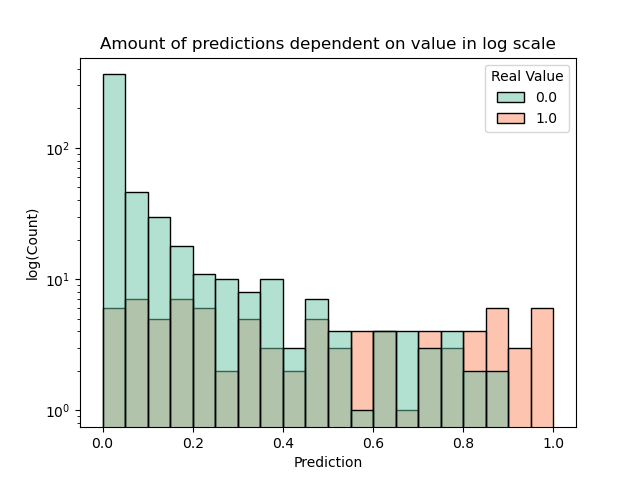 Amount of predictions dependent on value in log scale
Real Value
0.0
1.0
10²
10¹
10⁰
log(Count)
0.0 0.2 0.4 0.6 0.8 1.0
Prediction